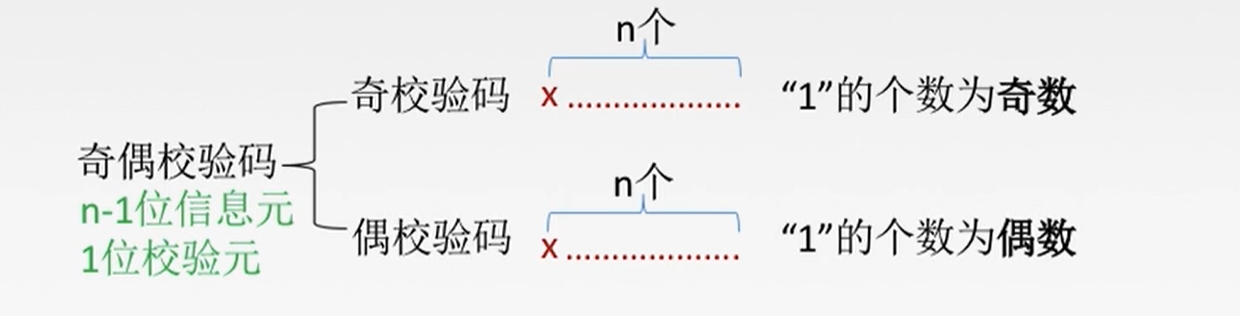 n个
奇校验码 x ................... “1”的个数为奇数
奇偶校验码
n-1位信息元
1位校验元
n个
偶校验码 x ................... “1”的个数为偶数